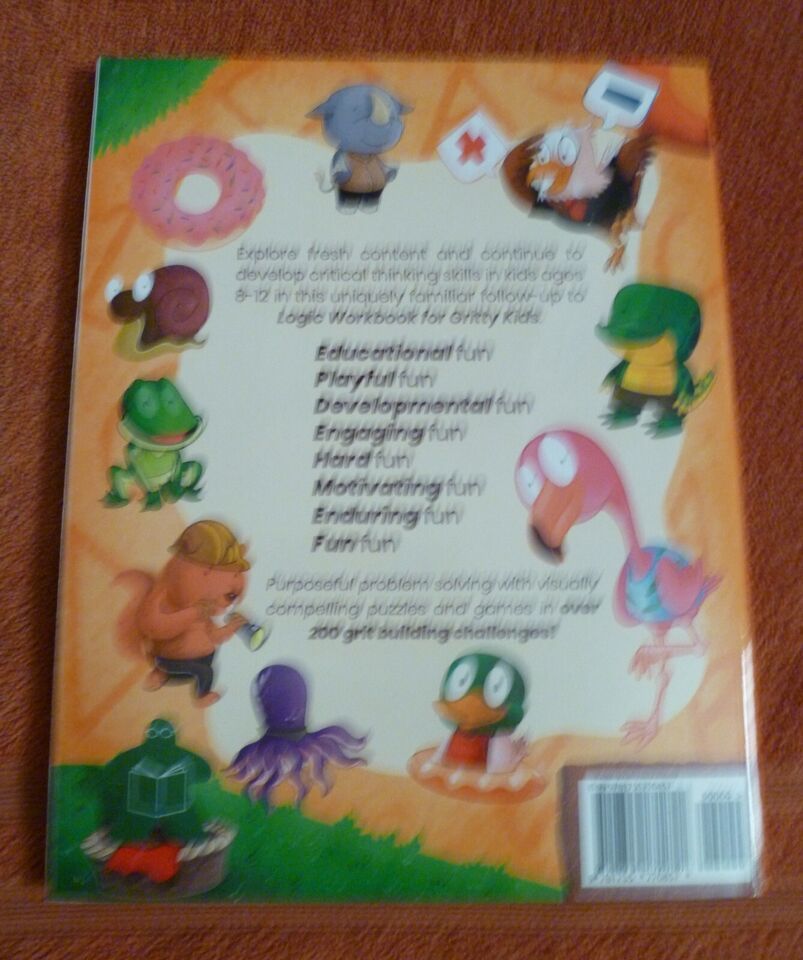 Explore fresh content and continue to
develop critical thinking skills in kids ages
8-12 in this uniquely familiar follow-up to
Logic Workbook for Gritty Kids.
Educational fun
Playful fun
Developmental fun
Engaging fun
Hard fun
Motivating fun
Enduring fun
Fun fun
Purposeful problem solving with visually
compelling puzzles and games in over
200 grit building challenges!